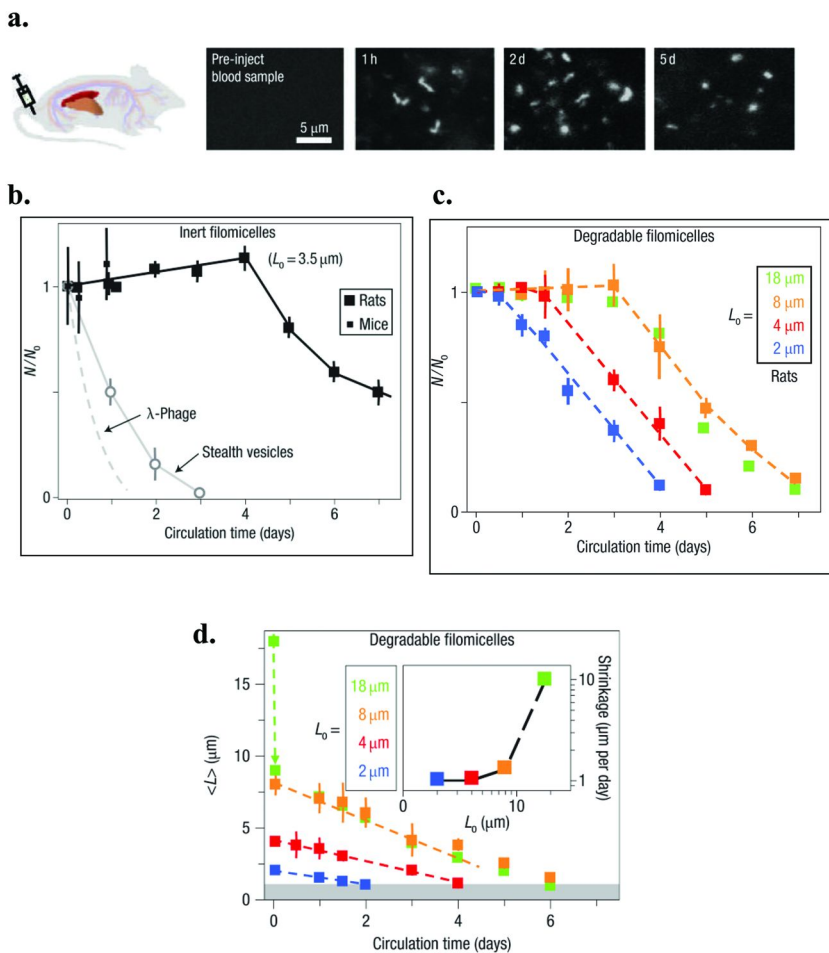 a.
Pre-inject
blood sample
5 μm
1 h
2 d
5 d
b.
Inert filomicelles
(L0 = 3.5 μm)
Rats
Mice
N/N0
1
0
λ-Phage
Stealth vesicles
0 2 4 6
Circulation time (days)
c.
Degradable filomicelles
18 μm
8 μm
L0 =
4 μm
2 μm
Rats
N/N0
1
0
0 1 2 3 4 5 6 7
Circulation time (days)
d.
Degradable filomicelles
18 μm
8 μm
L0 =
4 μm
2 μm
Shrinkage (μm per day)
10
1
0 10
L0 (μm)
<L> (μm)
15
10
5
0
0 2 4 6
Circulation time (days)